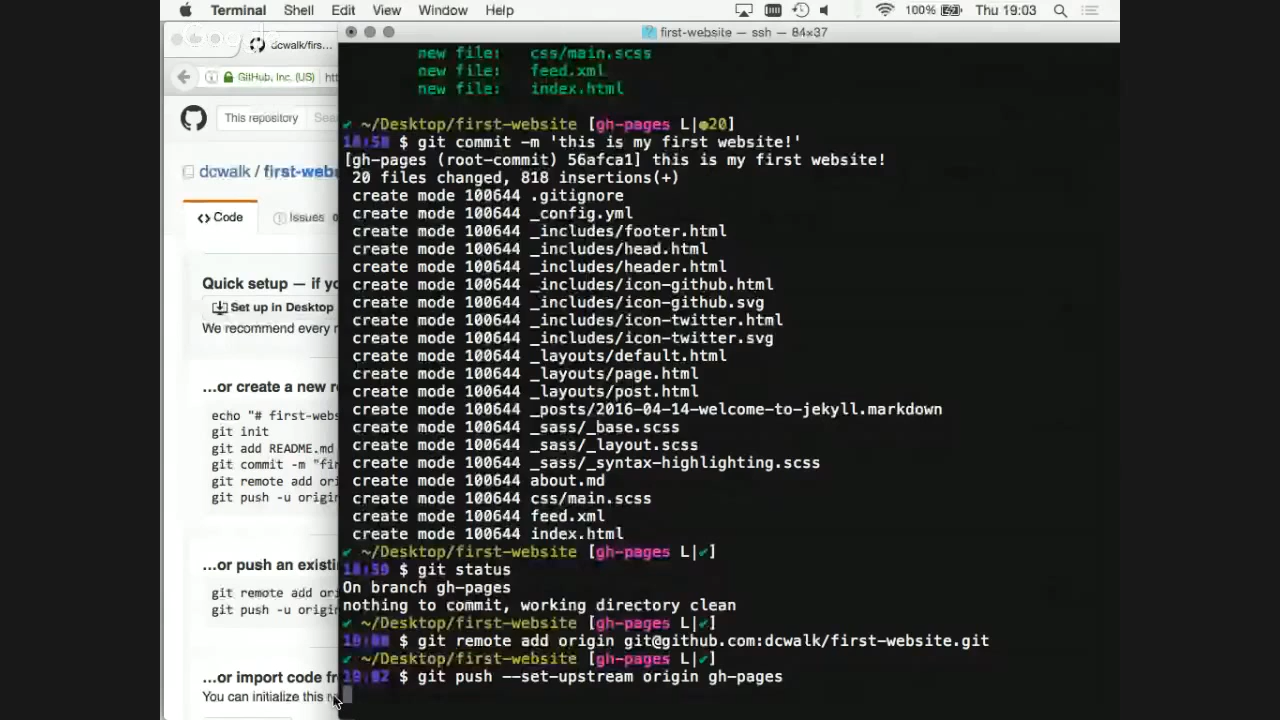 Terminal Shell Edit View Window Help 100% Thu 19:03
first-website — ssh — 84×37
dcwalk/firs...
GitHub, Inc. (US)
This repository
dcwalk / first-web
Code Issues 0
Quick setup — if yo
Set up in Desktop
We recommend every r
...or create a new re
echo "# first-webs
git init
git add README.md
git commit -m "fir
git remote add ori
git push -u origin
...or push an existi
git remote add ori
git push -u origin
...or import code fr
You can initialize this r
new file: css/main.scss
new file: feed.xml
new file: index.html
✔ ~/Desktop/first-website [gh-pages L|●20]
18:58 $ git commit -m 'this is my first website!'
[gh-pages (root-commit) 56afca1] this is my first website!
20 files changed, 818 insertions(+)
create mode 100644 .gitignore
create mode 100644 _config.yml
create mode 100644 _includes/footer.html
create mode 100644 _includes/head.html
create mode 100644 _includes/header.html
create mode 100644 _includes/icon-github.html
create mode 100644 _includes/icon-github.svg
create mode 100644 _includes/icon-twitter.html
create mode 100644 _includes/icon-twitter.svg
create mode 100644 _layouts/default.html
create mode 100644 _layouts/page.html
create mode 100644 _layouts/post.html
create mode 100644 _posts/2016-04-14-welcome-to-jekyll.markdown
create mode 100644 _sass/_base.scss
create mode 100644 _sass/_layout.scss
create mode 100644 _sass/_syntax-highlighting.scss
create mode 100644 about.md
create mode 100644 css/main.scss
create mode 100644 feed.xml
create mode 100644 index.html
✔ ~/Desktop/first-website [gh-pages L|✔]
18:59 $ git status
On branch gh-pages
nothing to commit, working directory clean
✔ ~/Desktop/first-website [gh-pages L|✔]
$ git remote add origin git@github.com:dcwalk/first-website.git
✔ ~/Desktop/first-website [gh-pages L|✔]
19:02 $ git push --set-upstream origin gh-pages